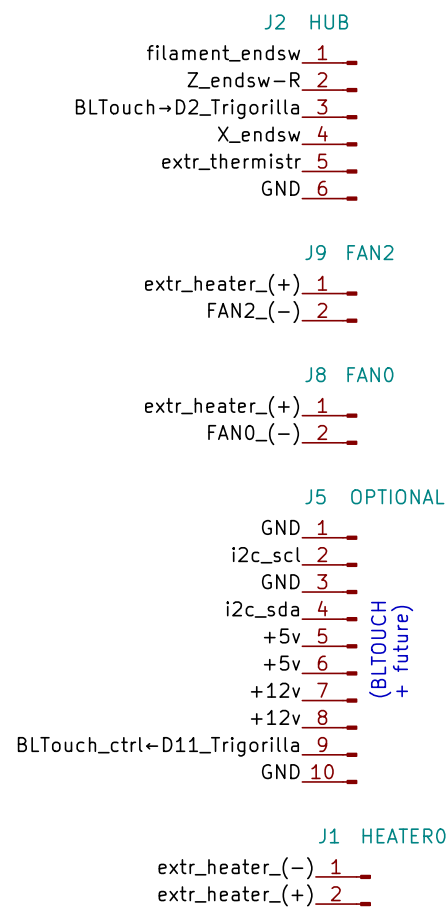 J2 HUB
filament_endsw 1
Z_endsw-R 2
BLTouch→D2_Trigorilla 3
X_endsw 4
extr_thermistr 5
GND 6
J9 FAN2
extr_heater_(+) 1
FAN2_(-) 2
J8 FAN0
extr_heater_(+) 1
FAN0_(-) 2
J5 OPTIONAL
GND 1
i2c_scl 2
GND 3
i2c_sda 4
+5v 5
+5v 6
+12v 7
+12v 8
BLTouch_ctrl←D11_Trigorilla 9
GND 10
(BLTOUCH
+ future)
J1 HEATER0
extr_heater_(-) 1
extr_heater_(+) 2